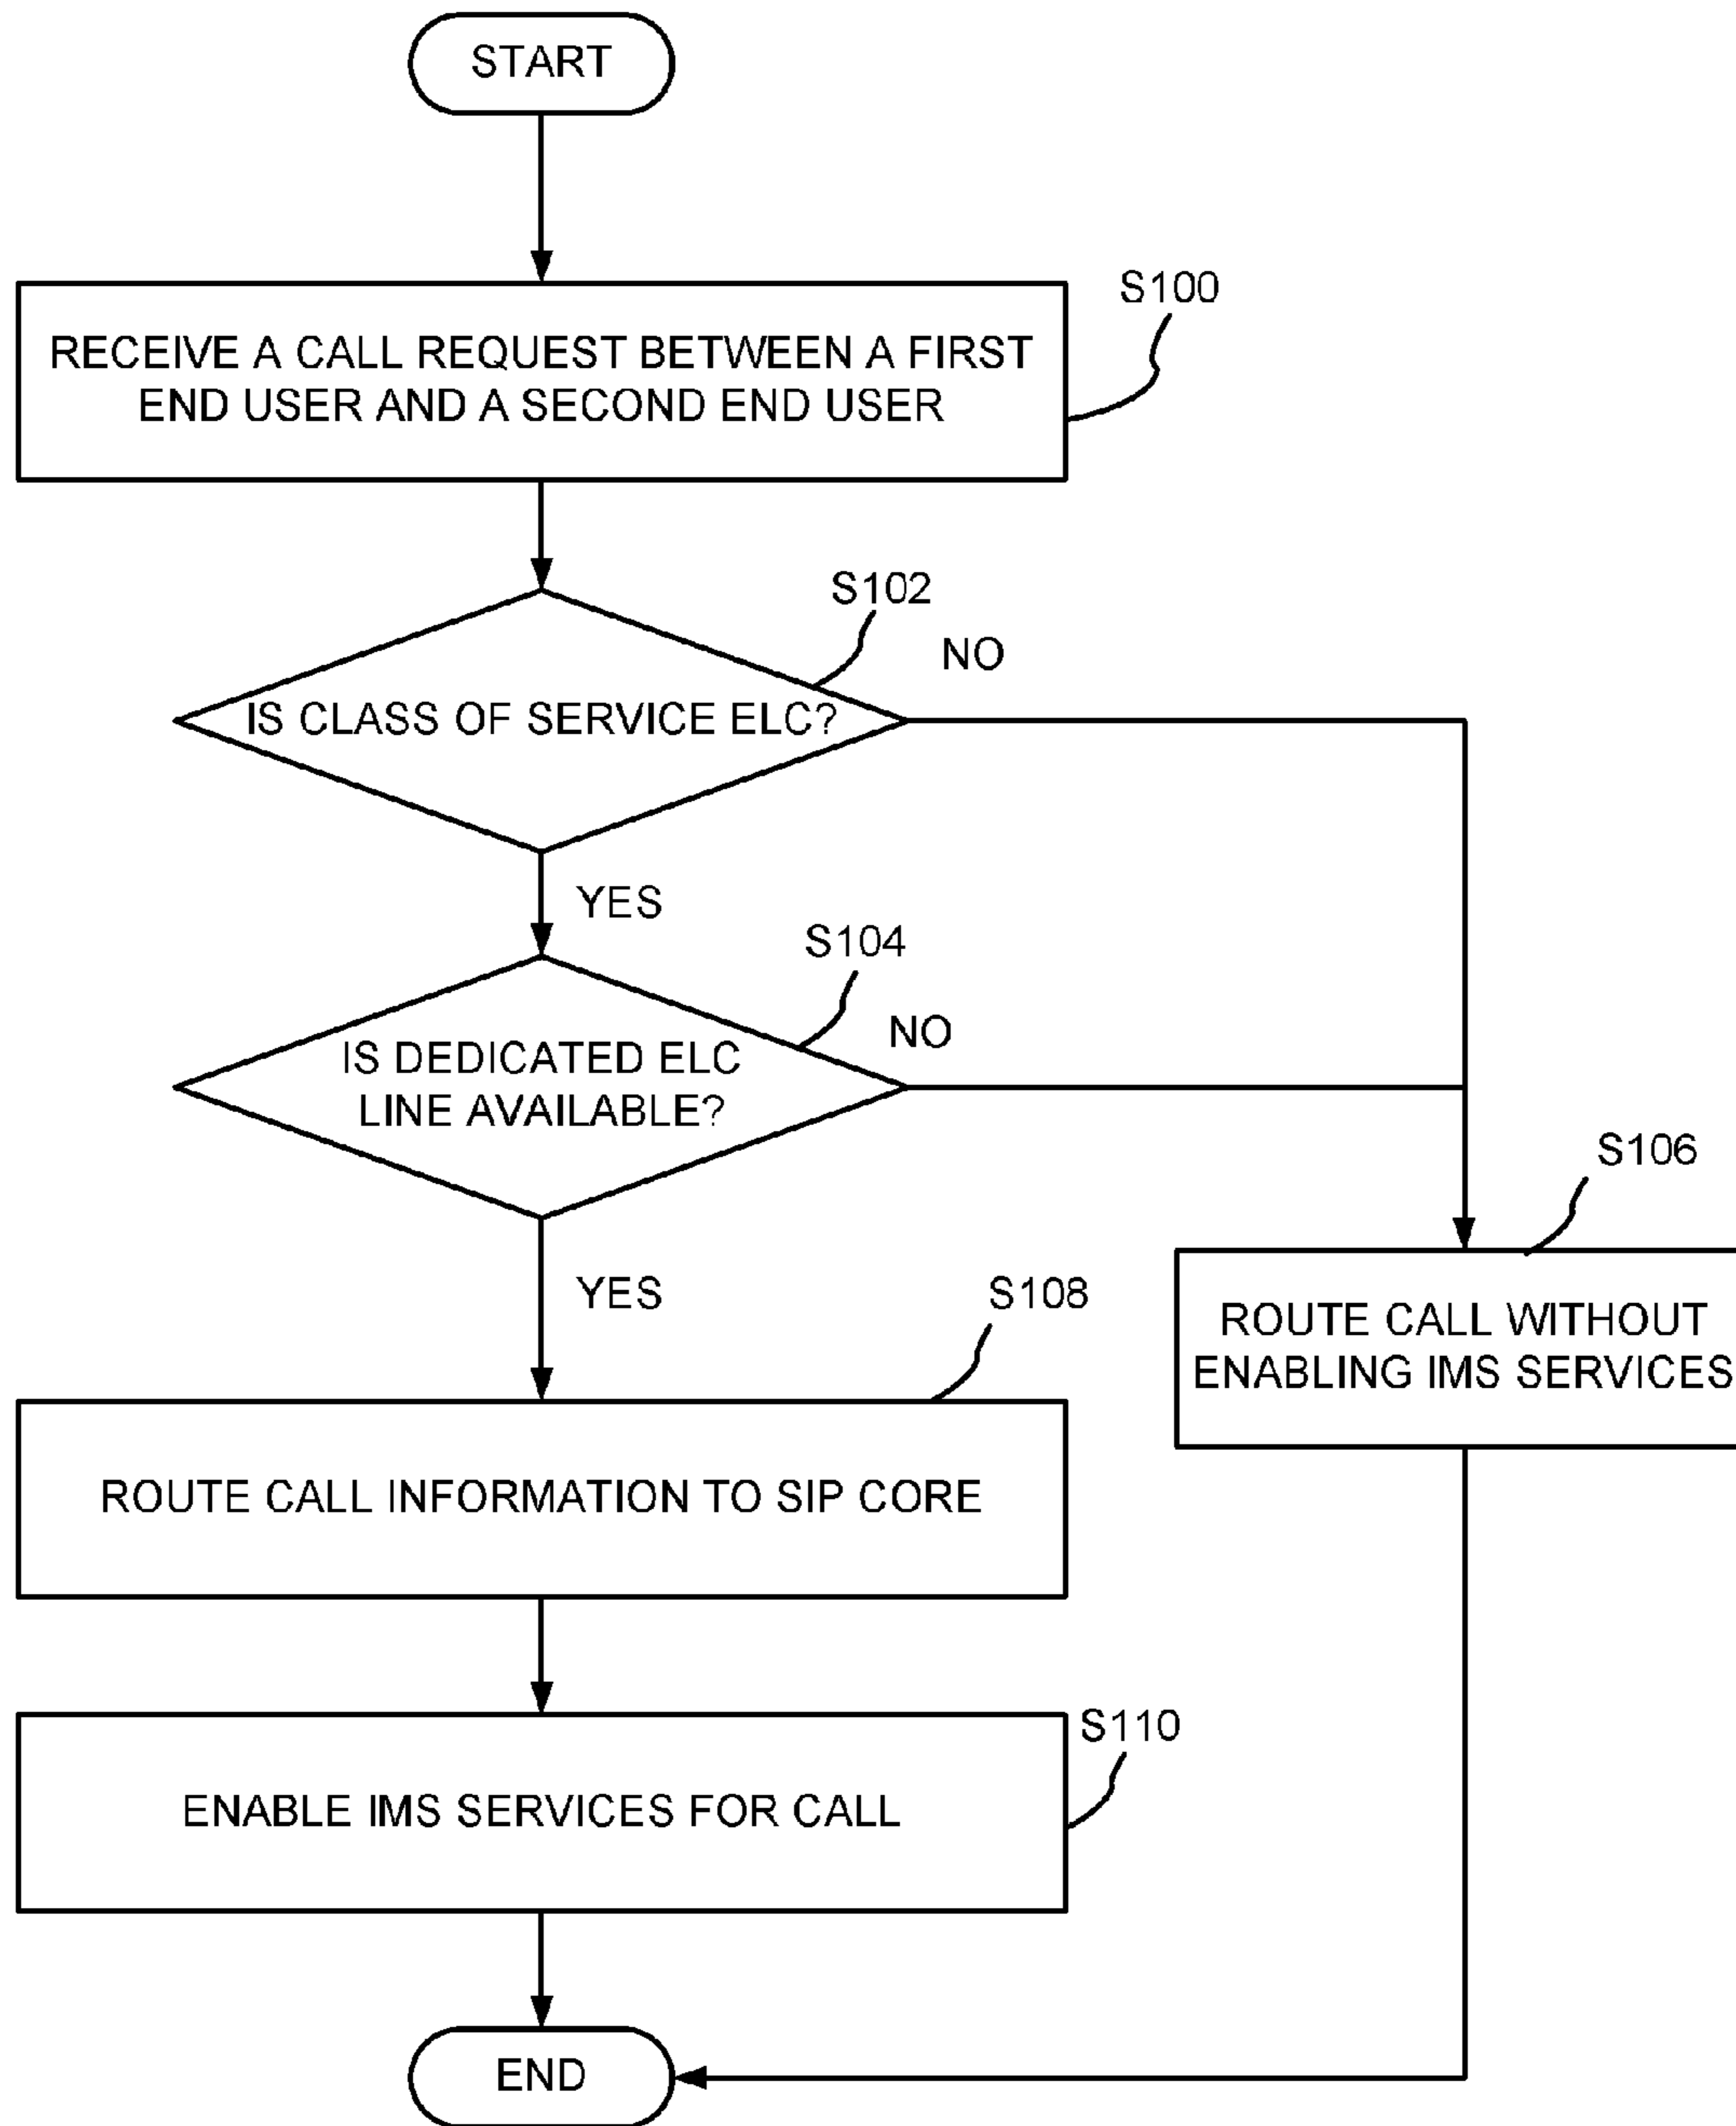 START
S100
RECEIVE A CALL REQUEST BETWEEN A FIRST
END USER AND A SECOND END USER
S102
NO
IS CLASS OF SERVICE ELC?
YES
S104
NO
IS DEDICATED ELC
LINE AVAILABLE?
S106
YES
S108
ROUTE CALL WITHOUT
ENABLING IMS SERVICES
ROUTE CALL INFORMATION TO SIP CORE
S110
ENABLE IMS SERVICES FOR CALL
END